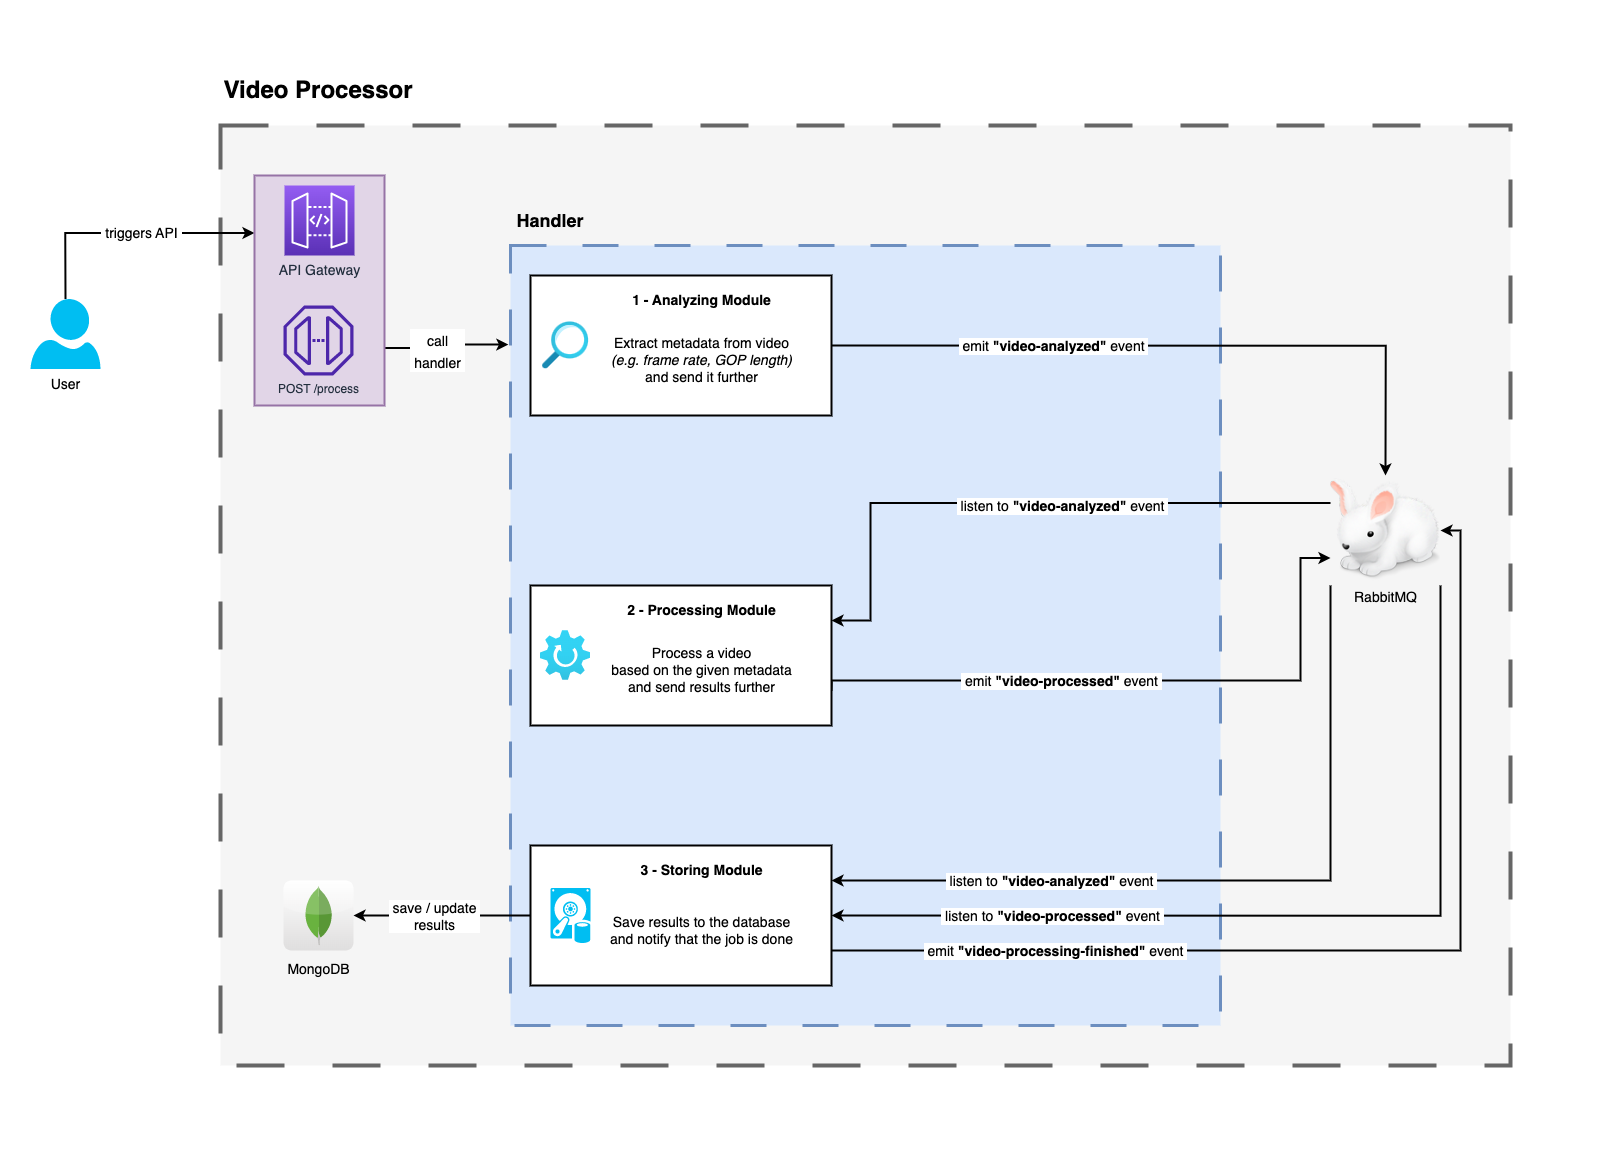 Video Processor
triggers API
API Gateway
POST /process
User
call
handler
Handler
1 - Analyzing Module
Extract metadata from video
(e.g. frame rate, GOP length)
and send it further
emit "video-analyzed" event
listen to "video-analyzed" event
RabbitMQ
2 - Processing Module
Process a video
based on the given metadata
and send results further
emit "video-processed" event
3 - Storing Module
Save results to the database
and notify that the job is done
listen to "video-analyzed" event
listen to "video-processed" event
emit "video-processing-finished" event
save / update
results
MongoDB